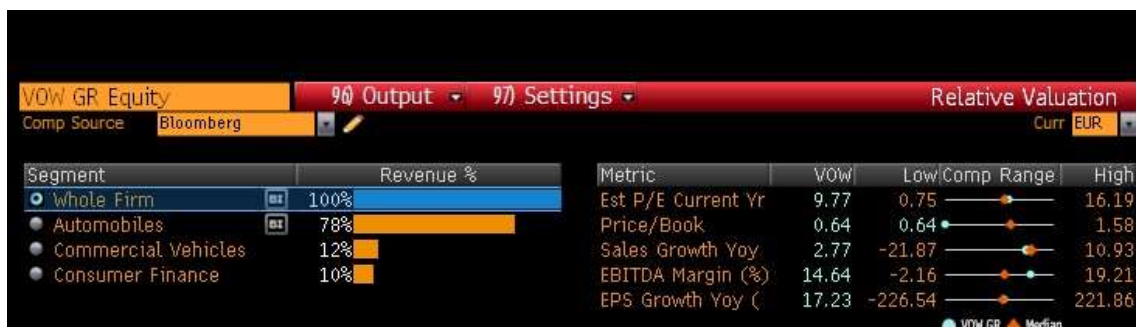 VOW GR Equity 96) Output 97) Settings Relative Valuation
Comp Source Bloomberg Curr EUR
Segment Revenue % Metric VOW Low Comp Range High
Whole Firm BI 100% Est P/E Current Yr 9.77 0.75 16.19
Automobiles BI 78% Price/Book 0.64 0.64 1.58
Commercial Vehicles 12% Sales Growth Yoy 2.77 -21.87 10.93
Consumer Finance 10% EBITDA Margin (%) 14.64 -2.16 19.21
EPS Growth Yoy ( 17.23 -226.54 221.86
VOW GR Median